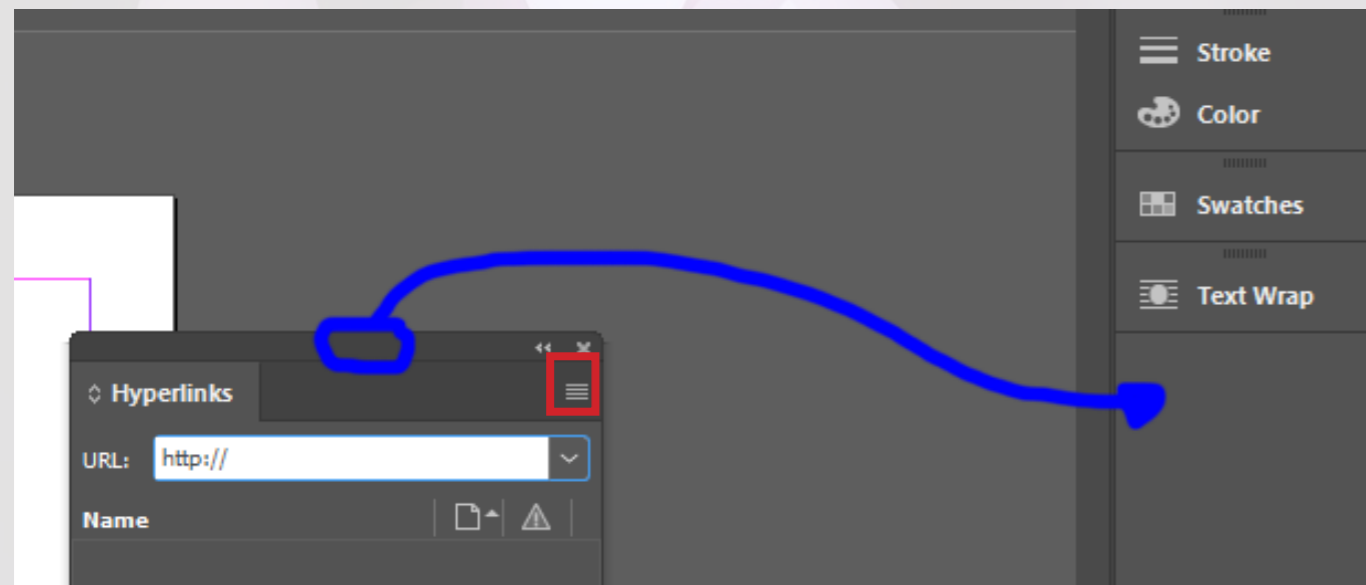 Stroke
Color
Swatches
Text Wrap
Hyperlinks
URL: http://
Name